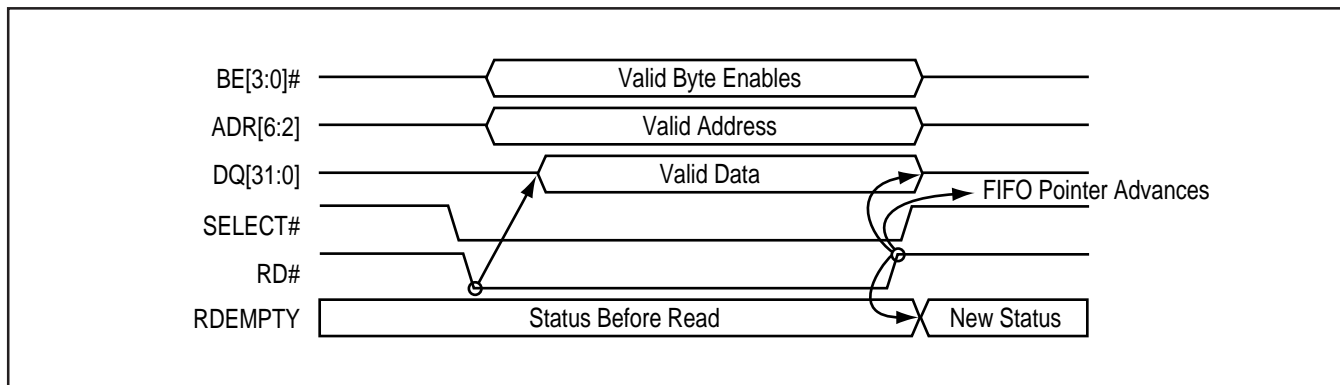 BE[3:0]# Valid Byte Enables
ADR[6:2] Valid Address
DQ[31:0] Valid Data
FIFO Pointer Advances
SELECT#
RD#
RDEMPTY Status Before Read New Status